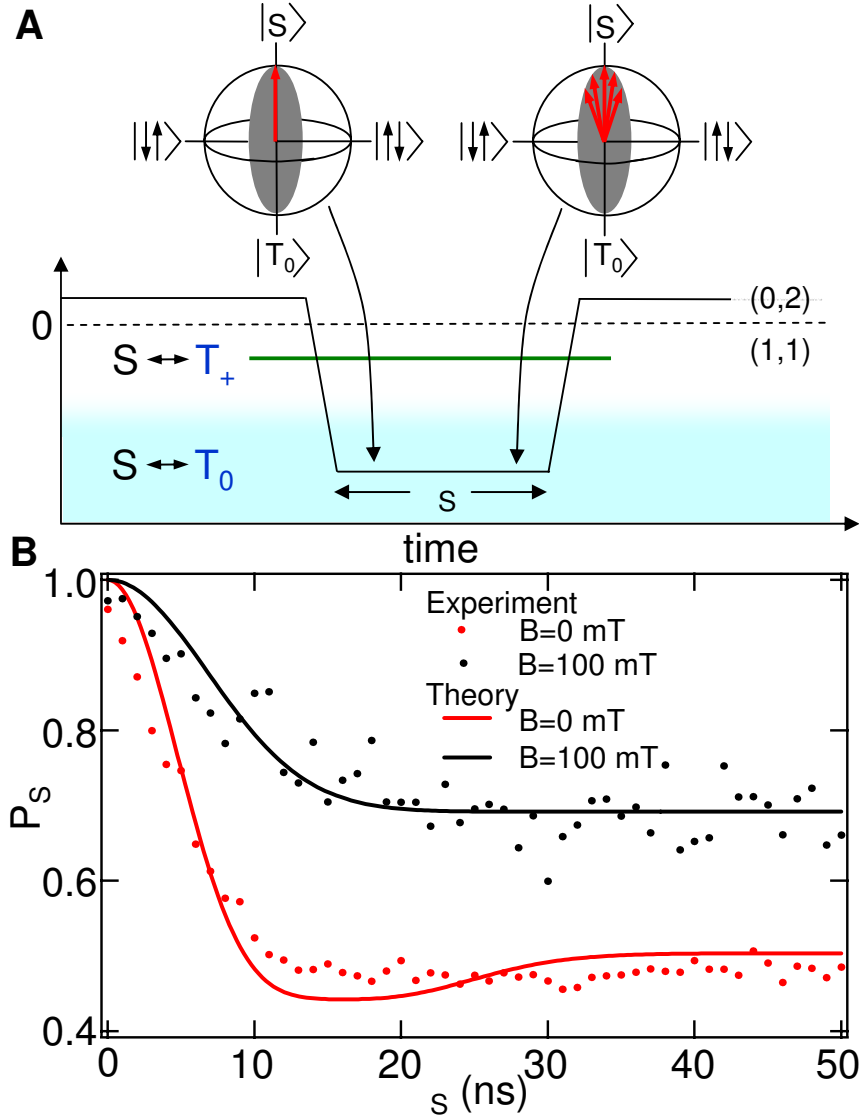 A
|S⟩ |S⟩
|↓↑⟩ |↑↓⟩ |↓↑⟩ |↑↓⟩
|T₀⟩ |T₀⟩
(0,2)
0
(1,1)
S ↔ T₊
S ↔ T₀
S
time
B
1.0
0.8
0.6
0.4
P_S
Experiment
B=0 mT
B=100 mT
Theory
B=0 mT
B=100 mT
0 10 20 30 40 50
S (ns)